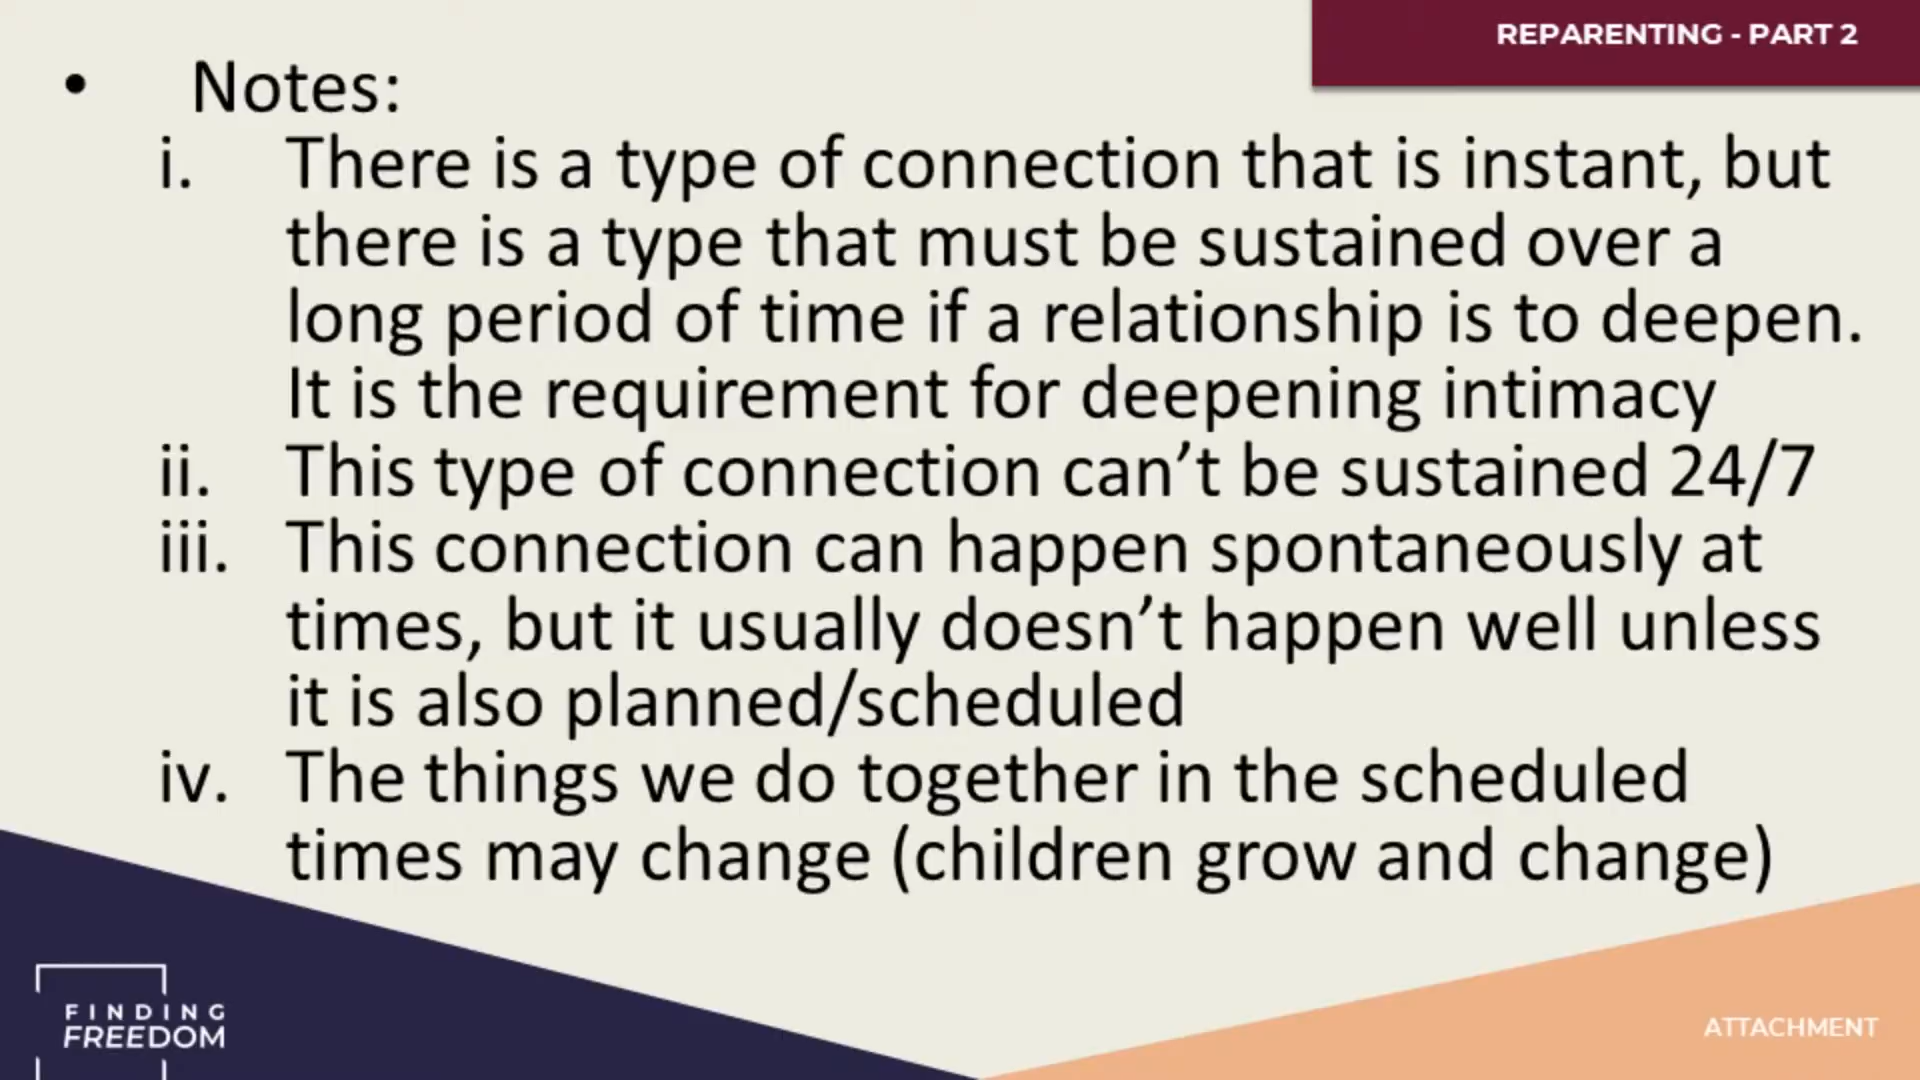 REPARENTING - PART 2
• Notes:
i. There is a type of connection that is instant, but
there is a type that must be sustained over a
long period of time if a relationship is to deepen.
It is the requirement for deepening intimacy
ii. This type of connection can’t be sustained 24/7
iii. This connection can happen spontaneously at
times, but it usually doesn’t happen well unless
it is also planned/scheduled
iv. The things we do together in the scheduled
times may change (children grow and change)
FINDING
FREEDOM
ATTACHMENT